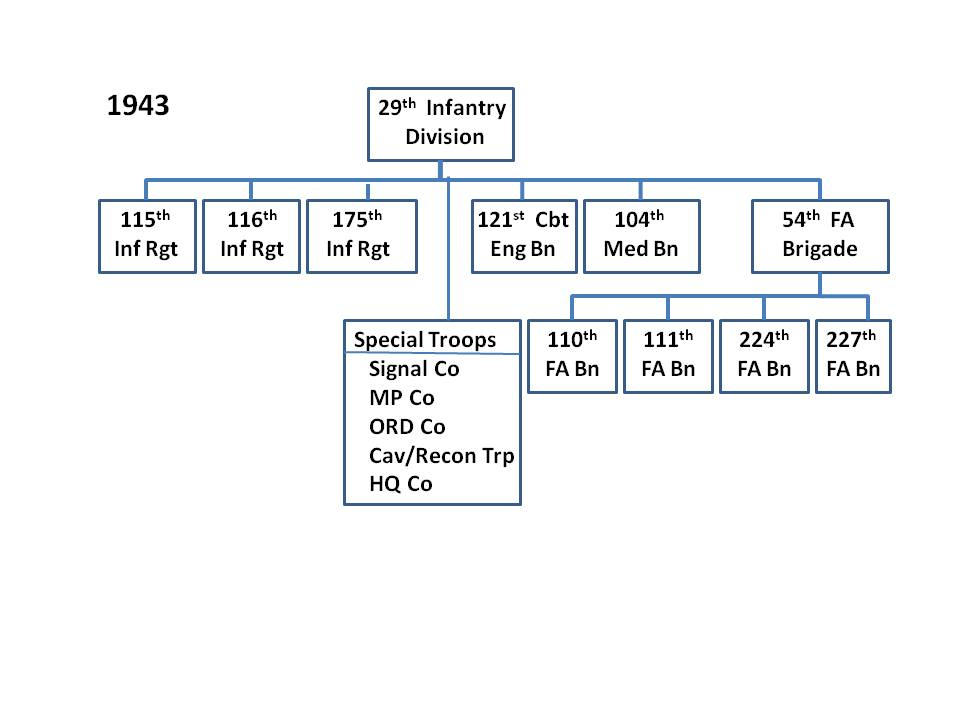 1943
29th Infantry
Division
115th
Inf Rgt
116th
Inf Rgt
175th
Inf Rgt
121st Cbt
Eng Bn
104th
Med Bn
54th FA
Brigade
Special Troops
Signal Co
MP Co
ORD Co
Cav/Recon Trp
HQ Co
110th
FA Bn
111th
FA Bn
224th
FA Bn
227th
FA Bn